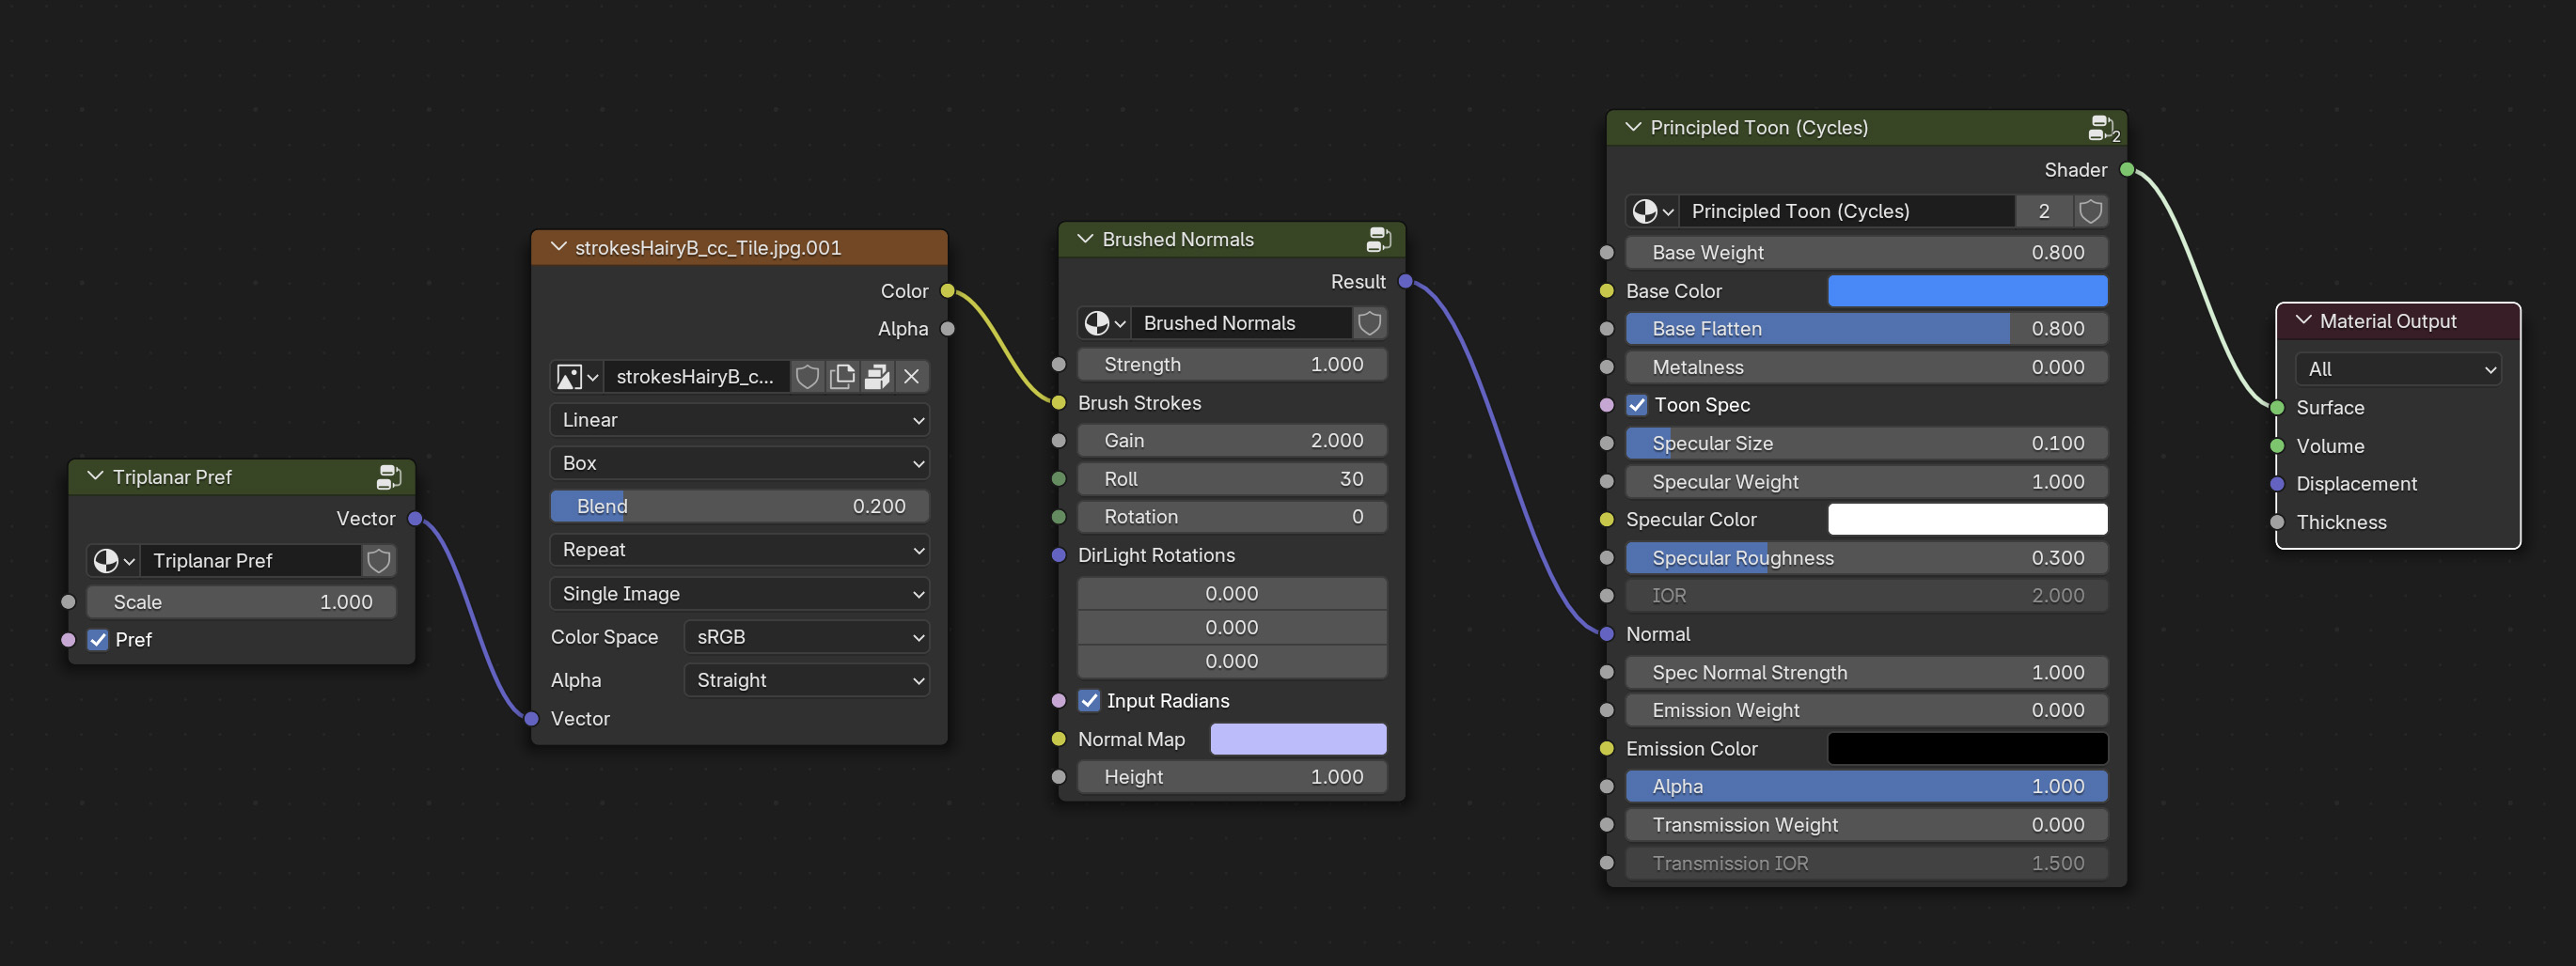 Triplanar Pref
Vector
Triplanar Pref
Scale 1.000
Pref
strokesHairyB_cc_Tile.jpg.001
Color
Alpha
strokesHairyB_c...
Linear
Box
Blend 0.200
Repeat
Single Image
Color Space sRGB
Alpha Straight
Vector
Brushed Normals
Result
Brushed Normals
Strength 1.000
Brush Strokes
Gain 2.000
Roll 30
Rotation 0
DirLight Rotations
0.000
0.000
0.000
Input Radians
Normal Map
Height 1.000
Principled Toon (Cycles) 2
Shader
Principled Toon (Cycles) 2
Base Weight 0.800
Base Color
Base Flatten 0.800
Metalness 0.000
Toon Spec
Specular Size 0.100
Specular Weight 1.000
Specular Color
Specular Roughness 0.300
IOR 2.000
Normal
Spec Normal Strength 1.000
Emission Weight 0.000
Emission Color
Alpha 1.000
Transmission Weight 0.000
Transmission IOR 1.500
Material Output
All
Surface
Volume
Displacement
Thickness